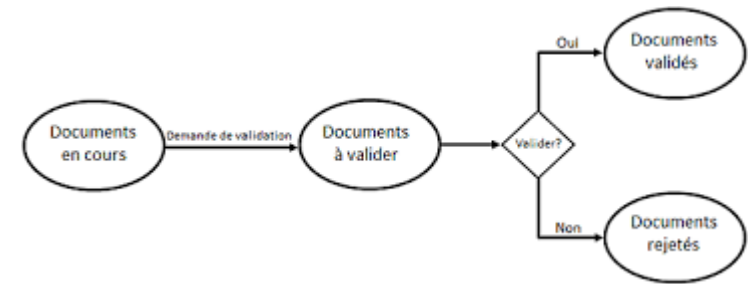 Documents
en cours
Demande de validation
Documents
à valider
Valider?
Oui
Documents
validés
Non
Documents
rejetés